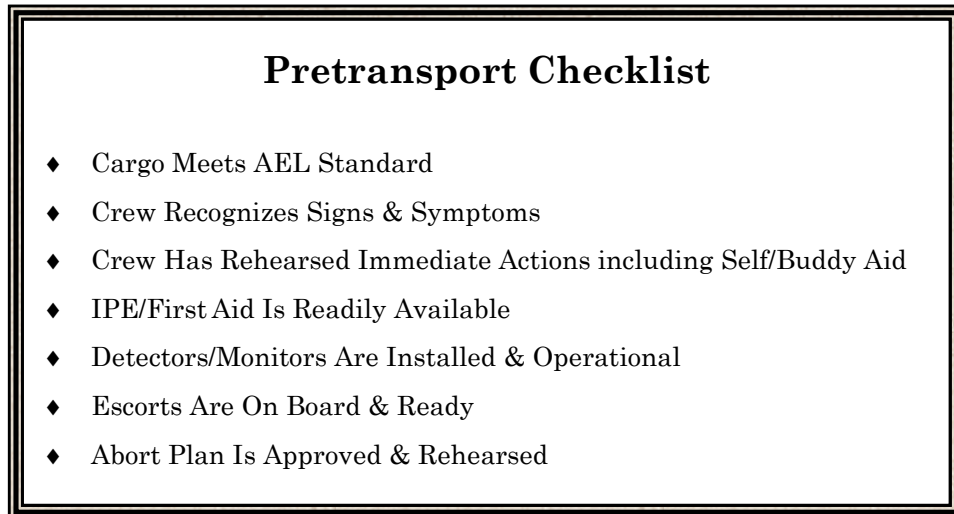 Pretransport Checklist
♦ Cargo Meets AEL Standard
♦ Crew Recognizes Signs & Symptoms
♦ Crew Has Rehearsed Immediate Actions including Self/Buddy Aid
♦ IPE/First Aid Is Readily Available
♦ Detectors/Monitors Are Installed & Operational
♦ Escorts Are On Board & Ready
♦ Abort Plan Is Approved & Rehearsed